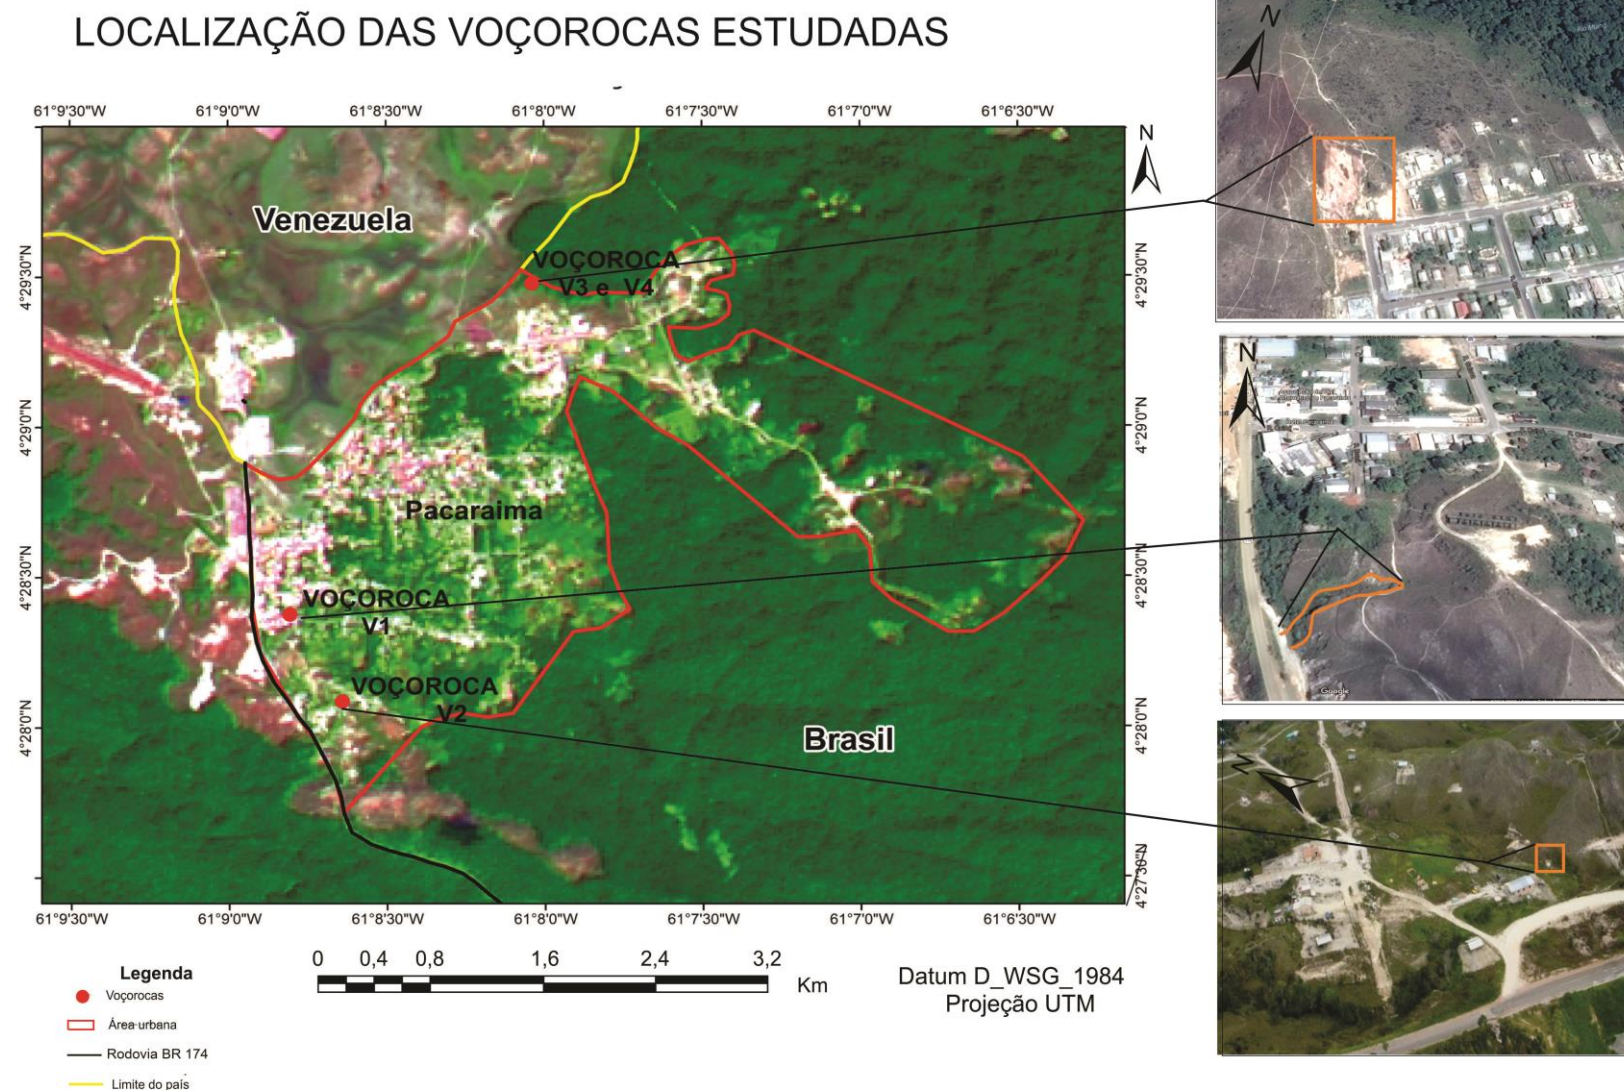 LOCALIZAÇÃO DAS VOÇOROCAS ESTUDADAS
61°9'30"W 61°9'0"W 61°8'30"W 61°8'0"W 61°7'30"W 61°7'0"W 61°6'30"W
N
Venezuela
VOÇOROCA
V3 e V4
Pacaraima
VOÇOROCA
V1
VOÇOROCA
V2
Brasil
4°29'30"N
4°29'0"N
4°28'30"N
4°28'0"N
4°29'30"N
4°29'0"N
4°28'30"N
4°28'0"N
4°27'30"N
61°9'30"W 61°9'0"W 61°8'30"W 61°8'0"W 61°7'30"W 61°7'0"W 61°6'30"W
0 0,4 0,8 1,6 2,4 3,2
Km
Datum D_WSG_1984
Projeção UTM
Legenda
Voçorocas
Área urbana
Rodovia BR 174
Limite do país
N
N
Google
N